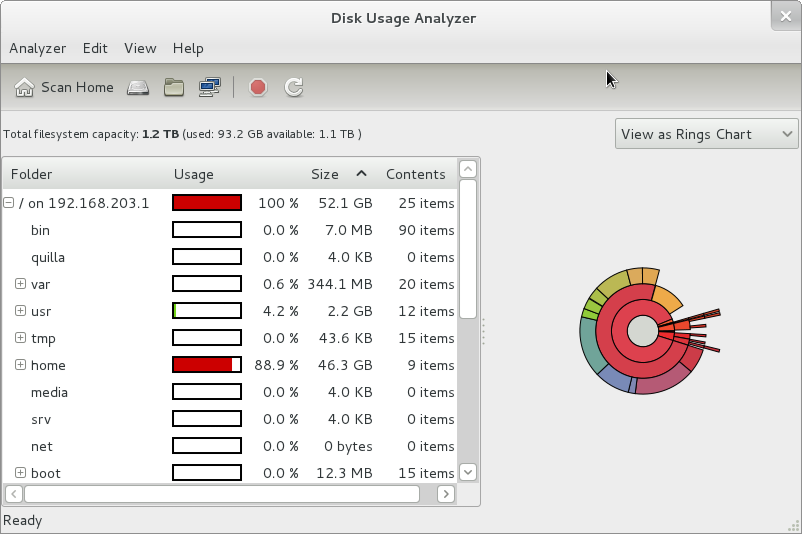 Disk Usage Analyzer
Analyzer Edit View Help
Scan Home
Total filesystem capacity: 1.2 TB (used: 93.2 GB available: 1.1 TB )
View as Rings Chart
Folder Usage Size Contents
/ on 192.168.203.1 100 % 52.1 GB 25 items
bin 0.0 % 7.0 MB 90 items
quilla 0.0 % 4.0 KB 0 items
var 0.6 % 344.1 MB 20 items
usr 4.2 % 2.2 GB 12 items
tmp 0.0 % 43.6 KB 15 items
home 88.9 % 46.3 GB 9 items
media 0.0 % 4.0 KB 0 items
srv 0.0 % 4.0 KB 0 items
net 0.0 % 0 bytes 0 items
boot 0.0 % 12.3 MB 15 items
Ready